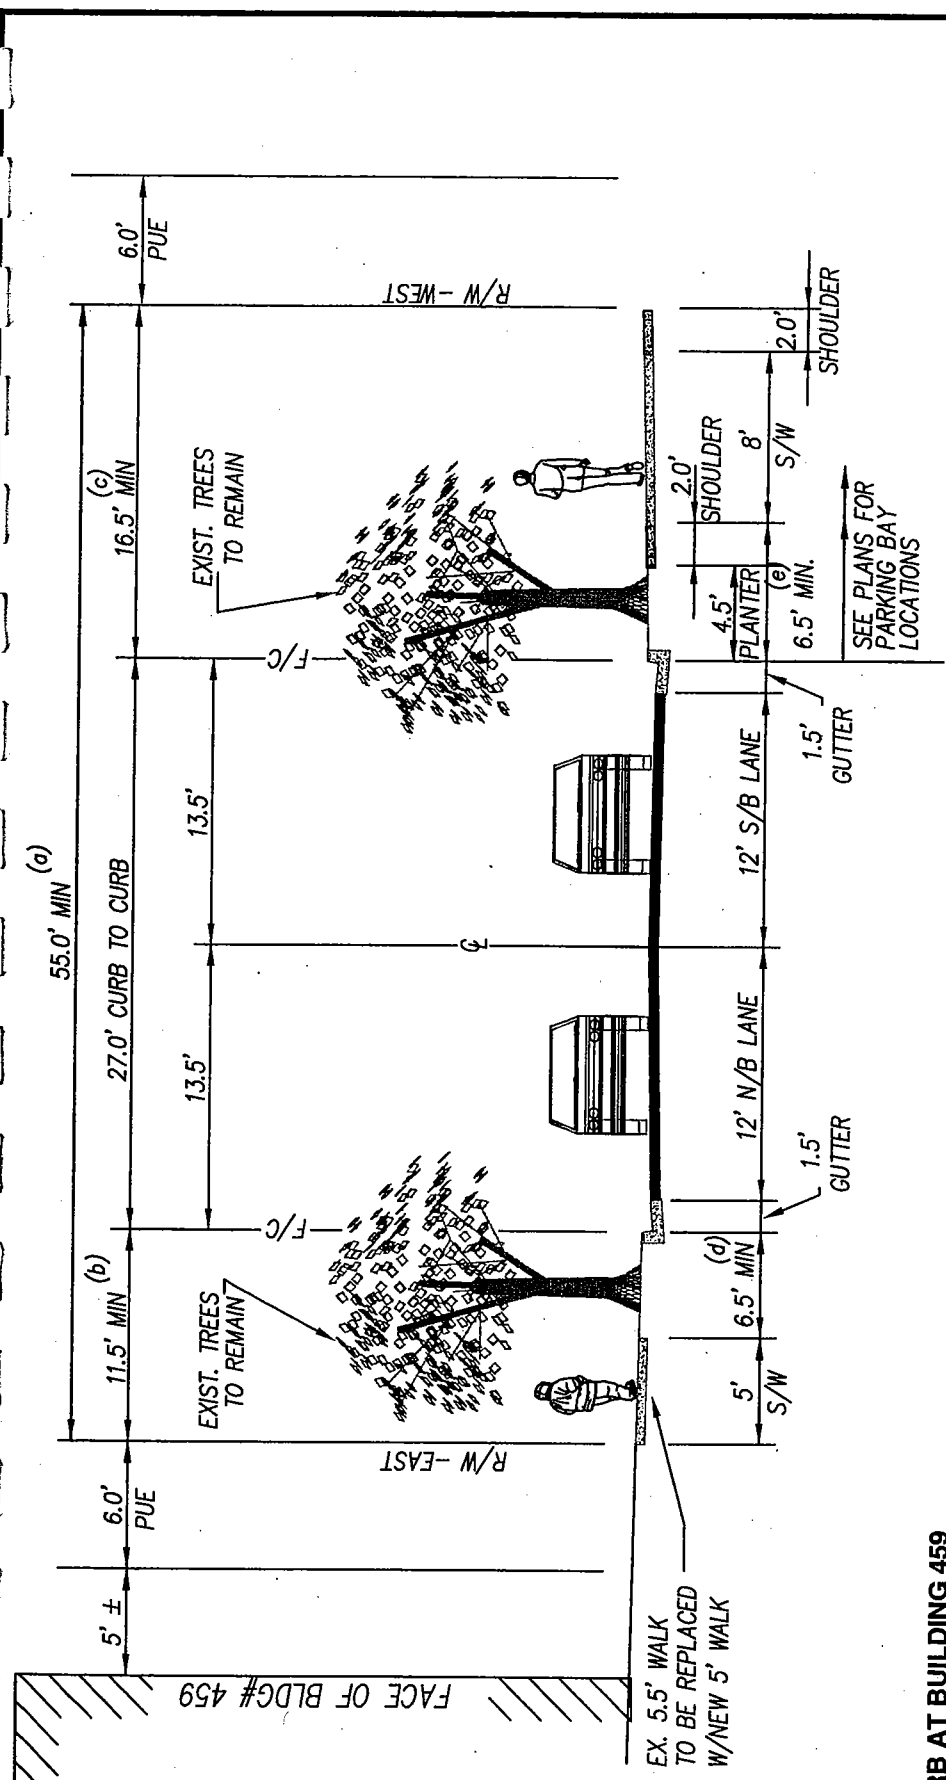 55.0' MIN (a)
5' ±
6.0'
PUE
11.5' MIN (b)
27.0' CURB TO CURB
16.5' MIN (c)
6.0'
PUE
13.5'
13.5'
EXIST. TREES
TO REMAIN
EXIST. TREES
TO REMAIN
F/C
F/C
℄
FACE OF BLDG# 459
R/W -EAST
R/W -WEST
EX. 5.5' WALK
TO BE REPLACED
W/NEW 5' WALK
5'
S/W
6.5' MIN (d)
1.5'
GUTTER
12' N/B LANE
12' S/B LANE
1.5'
GUTTER
4.5'
PLANTER
(e)
6.5' MIN.
2.0'
SHOULDER
8'
S/W
2.0'
SHOULDER
SEE PLANS FOR
PARKING BAY
LOCATIONS
AT BUILDING 459